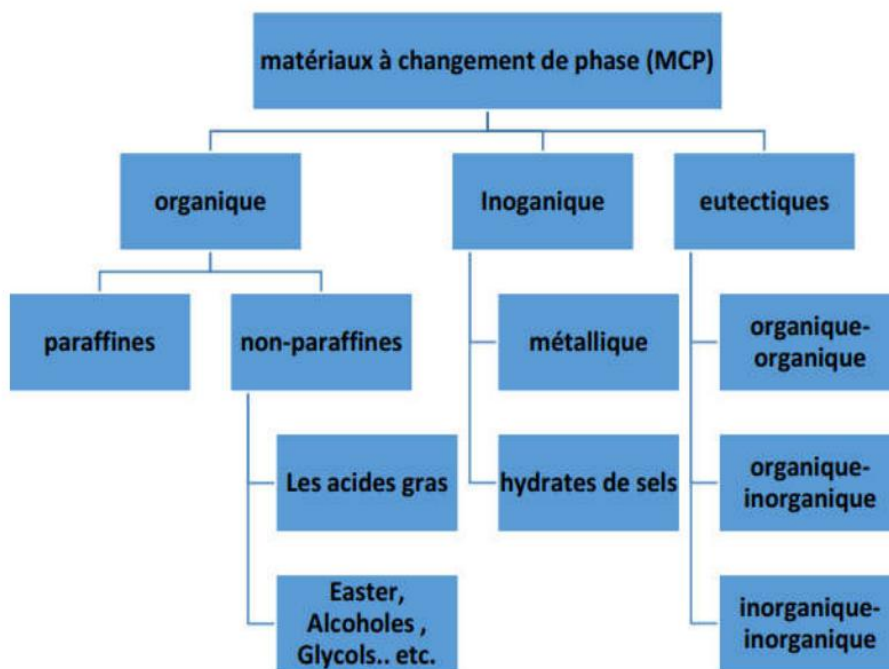 matériaux à changement de phase (MCP)
organique
Inoganique
eutectiques
paraffines
non-paraffines
métallique
organique-
organique
Les acides gras
hydrates de sels
organique-
inorganique
Easter,
Alcoholes ,
Glycols.. etc.
inorganique-
inorganique